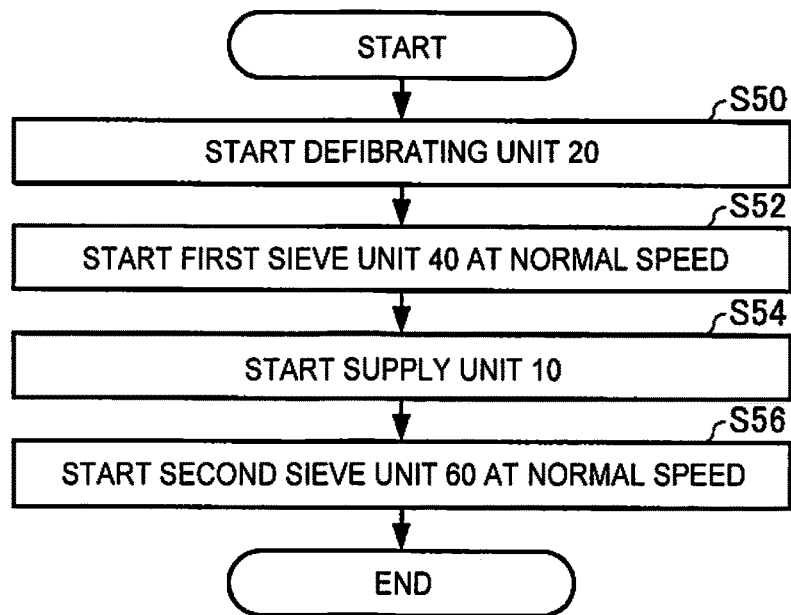 START
S50
START DEFIBRATING UNIT 20
S52
START FIRST SIEVE UNIT 40 AT NORMAL SPEED
S54
START SUPPLY UNIT 10
S56
START SECOND SIEVE UNIT 60 AT NORMAL SPEED
END